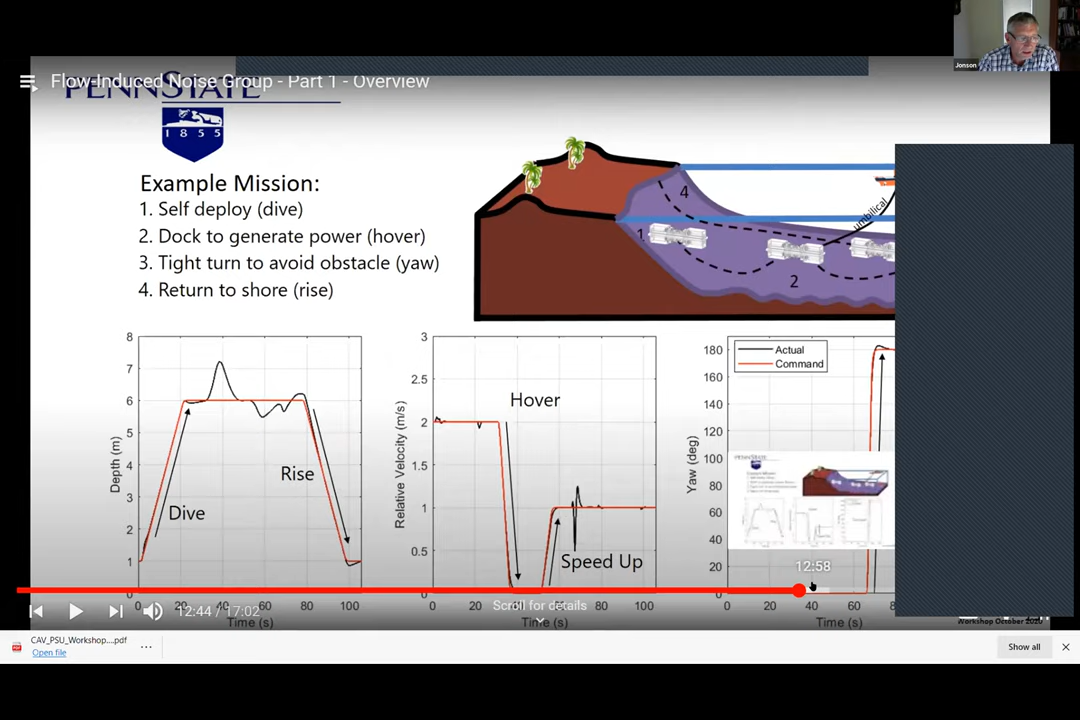 Jonson
Flow-Induced Noise Group - Part 1 - Overview
PENNSTATE
1855
Example Mission:
1. Self deploy (dive)
2. Dock to generate power (hover)
3. Tight turn to avoid obstacle (yaw)
4. Return to shore (rise)
4
umbilical
1
2
8
7
6
5
4
3
2
1
0
Depth (m)
Dive
Rise
0
20
40
60
80
100
Time (s)
3
2.5
2
1.5
1
0.5
Relative Velocity (m/s)
Hover
Speed Up
0
20
40
60
80
100
Time (s)
180
160
140
120
100
80
60
40
20
0
Yaw (deg)
Actual
Command
0
20
40
60
Time (s)
12:58
12:44 / 17:02
Scroll for details
Workshop October 2020
CAV_PSU_Workshop....pdf
Open file
Show all